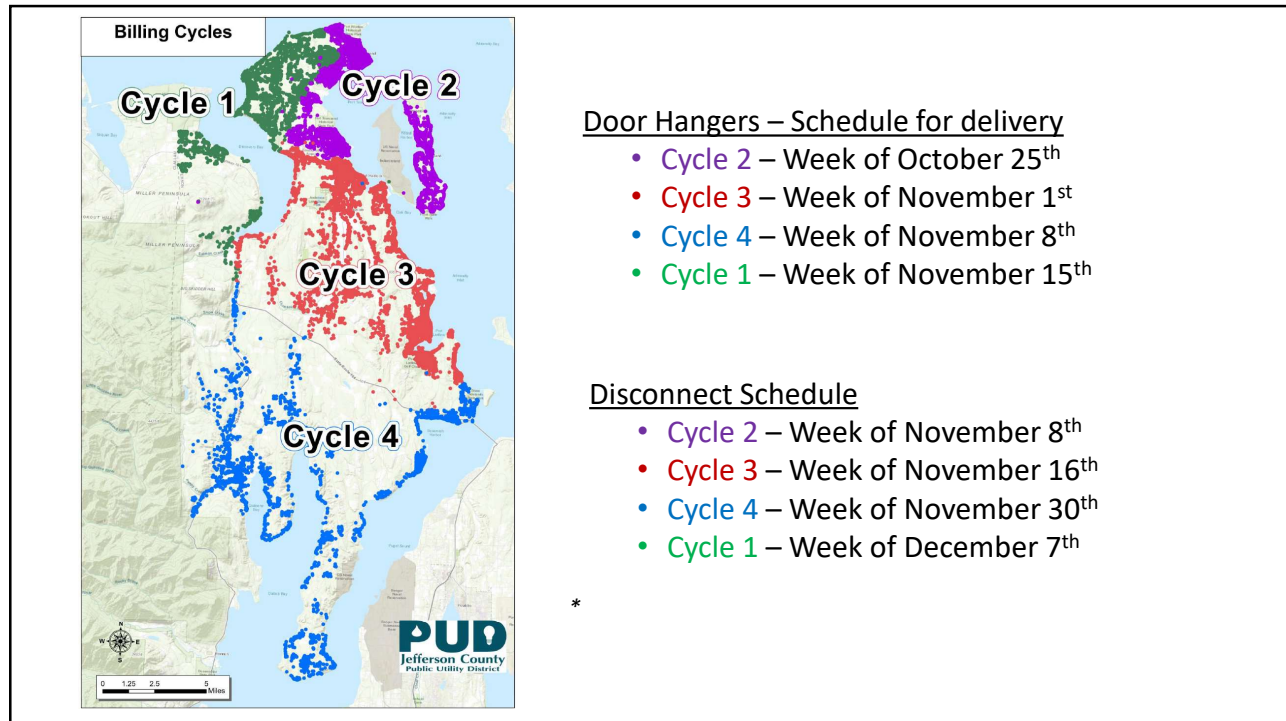 Billing Cycles
Cycle 1
Cycle 2
Cycle 3
Cycle 4
MILLER PENINSULA
MILLER PENINSULA
N
W E
S
0 1.25 2.5 5
Miles
PUD
Jefferson County
Public Utility District
Door Hangers – Schedule for delivery
• Cycle 2 – Week of October 25th
• Cycle 3 – Week of November 1st
• Cycle 4 – Week of November 8th
• Cycle 1 – Week of November 15th
Disconnect Schedule
• Cycle 2 – Week of November 8th
• Cycle 3 – Week of November 16th
• Cycle 4 – Week of November 30th
• Cycle 1 – Week of December 7th
*